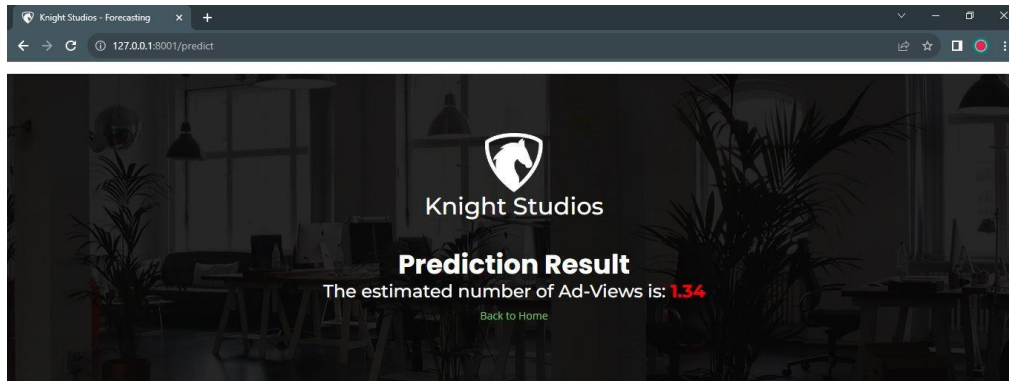 Knight Studios - Forecasting
127.0.0.1:8001/predict
Knight Studios
Prediction Result
The estimated number of Ad-Views is: 1.34
Back to Home